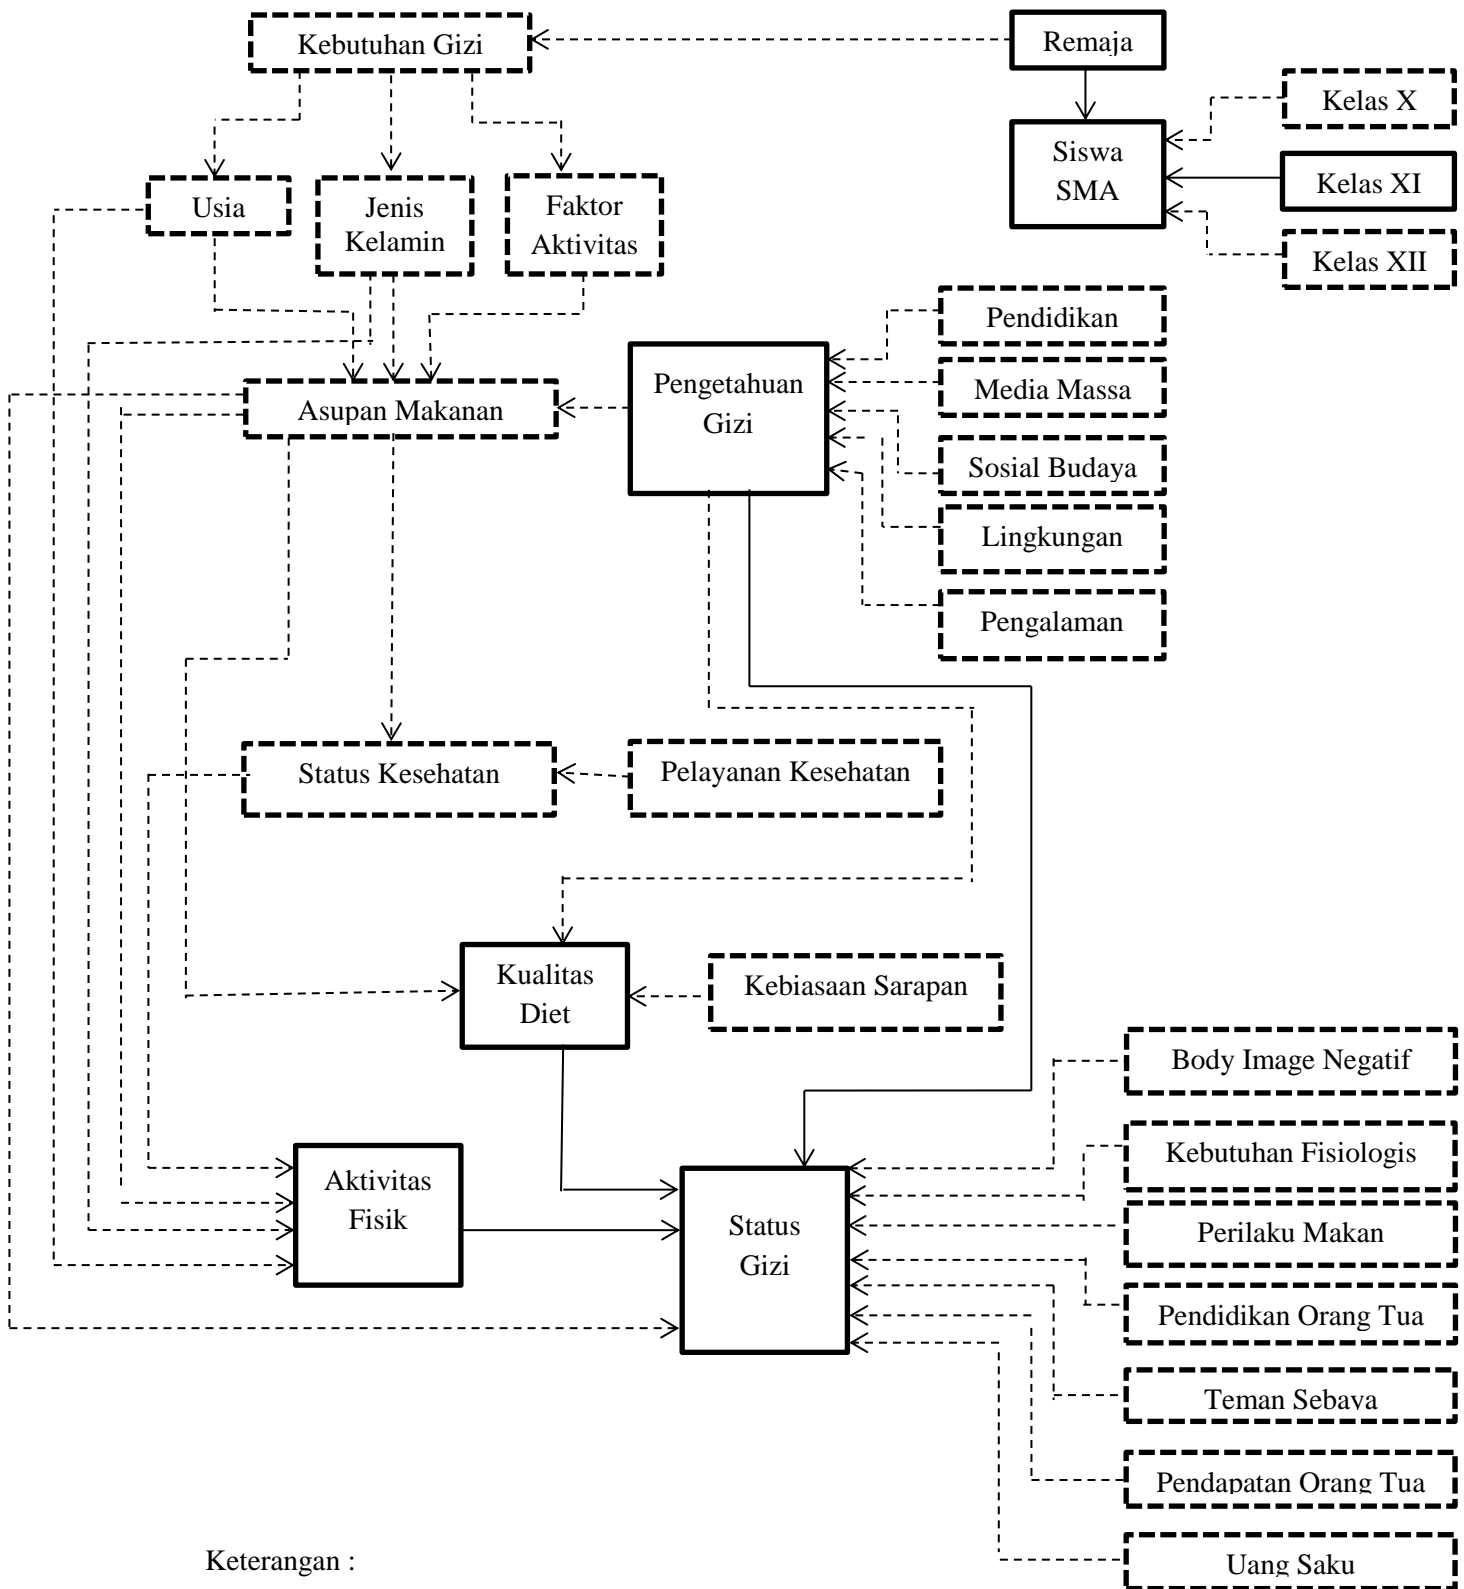 Kebutuhan Gizi
Remaja
Kelas X
Siswa
SMA
Kelas XI
Kelas XII
Usia
Jenis
Kelamin
Faktor
Aktivitas
Pendidikan
Media Massa
Sosial Budaya
Lingkungan
Pengalaman
Pengetahuan
Gizi
Asupan Makanan
Status Kesehatan
Pelayanan Kesehatan
Kualitas
Diet
Kebiasaan Sarapan
Body Image Negatif
Kebutuhan Fisiologis
Perilaku Makan
Pendidikan Orang Tua
Teman Sebaya
Pendapatan Orang Tua
Uang Saku
Aktivitas
Fisik
Status
Gizi
Keterangan :